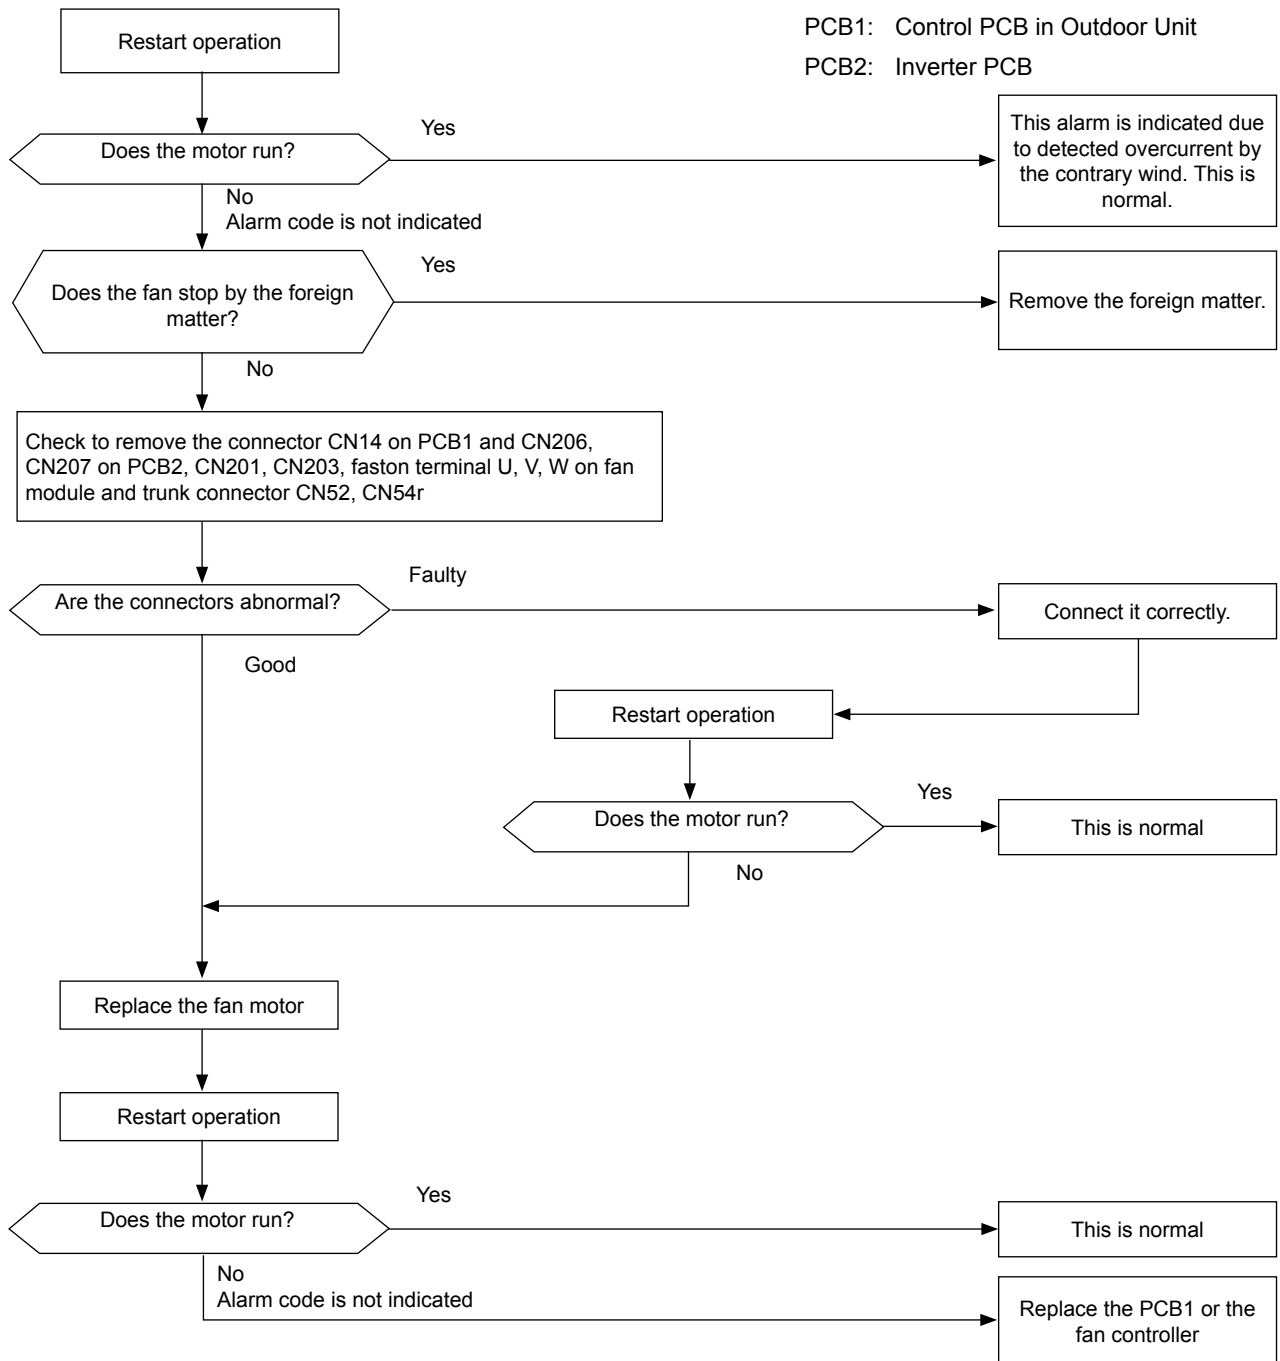 Restart operation
PCB1: Control PCB in Outdoor Unit
PCB2: Inverter PCB
Does the motor run?
Yes
This alarm is indicated due
to detected overcurrent by
the contrary wind. This is
normal.
No
Alarm code is not indicated
Does the fan stop by the foreign
matter?
Yes
Remove the foreign matter.
No
Check to remove the connector CN14 on PCB1 and CN206,
CN207 on PCB2, CN201, CN203, faston terminal U, V, W on fan
module and trunk connector CN52, CN54r
Are the connectors abnormal?
Faulty
Connect it correctly.
Good
Restart operation
Does the motor run?
Yes
This is normal
No
Replace the fan motor
Restart operation
Does the motor run?
Yes
This is normal
No
Alarm code is not indicated
Replace the PCB1 or the
fan controller